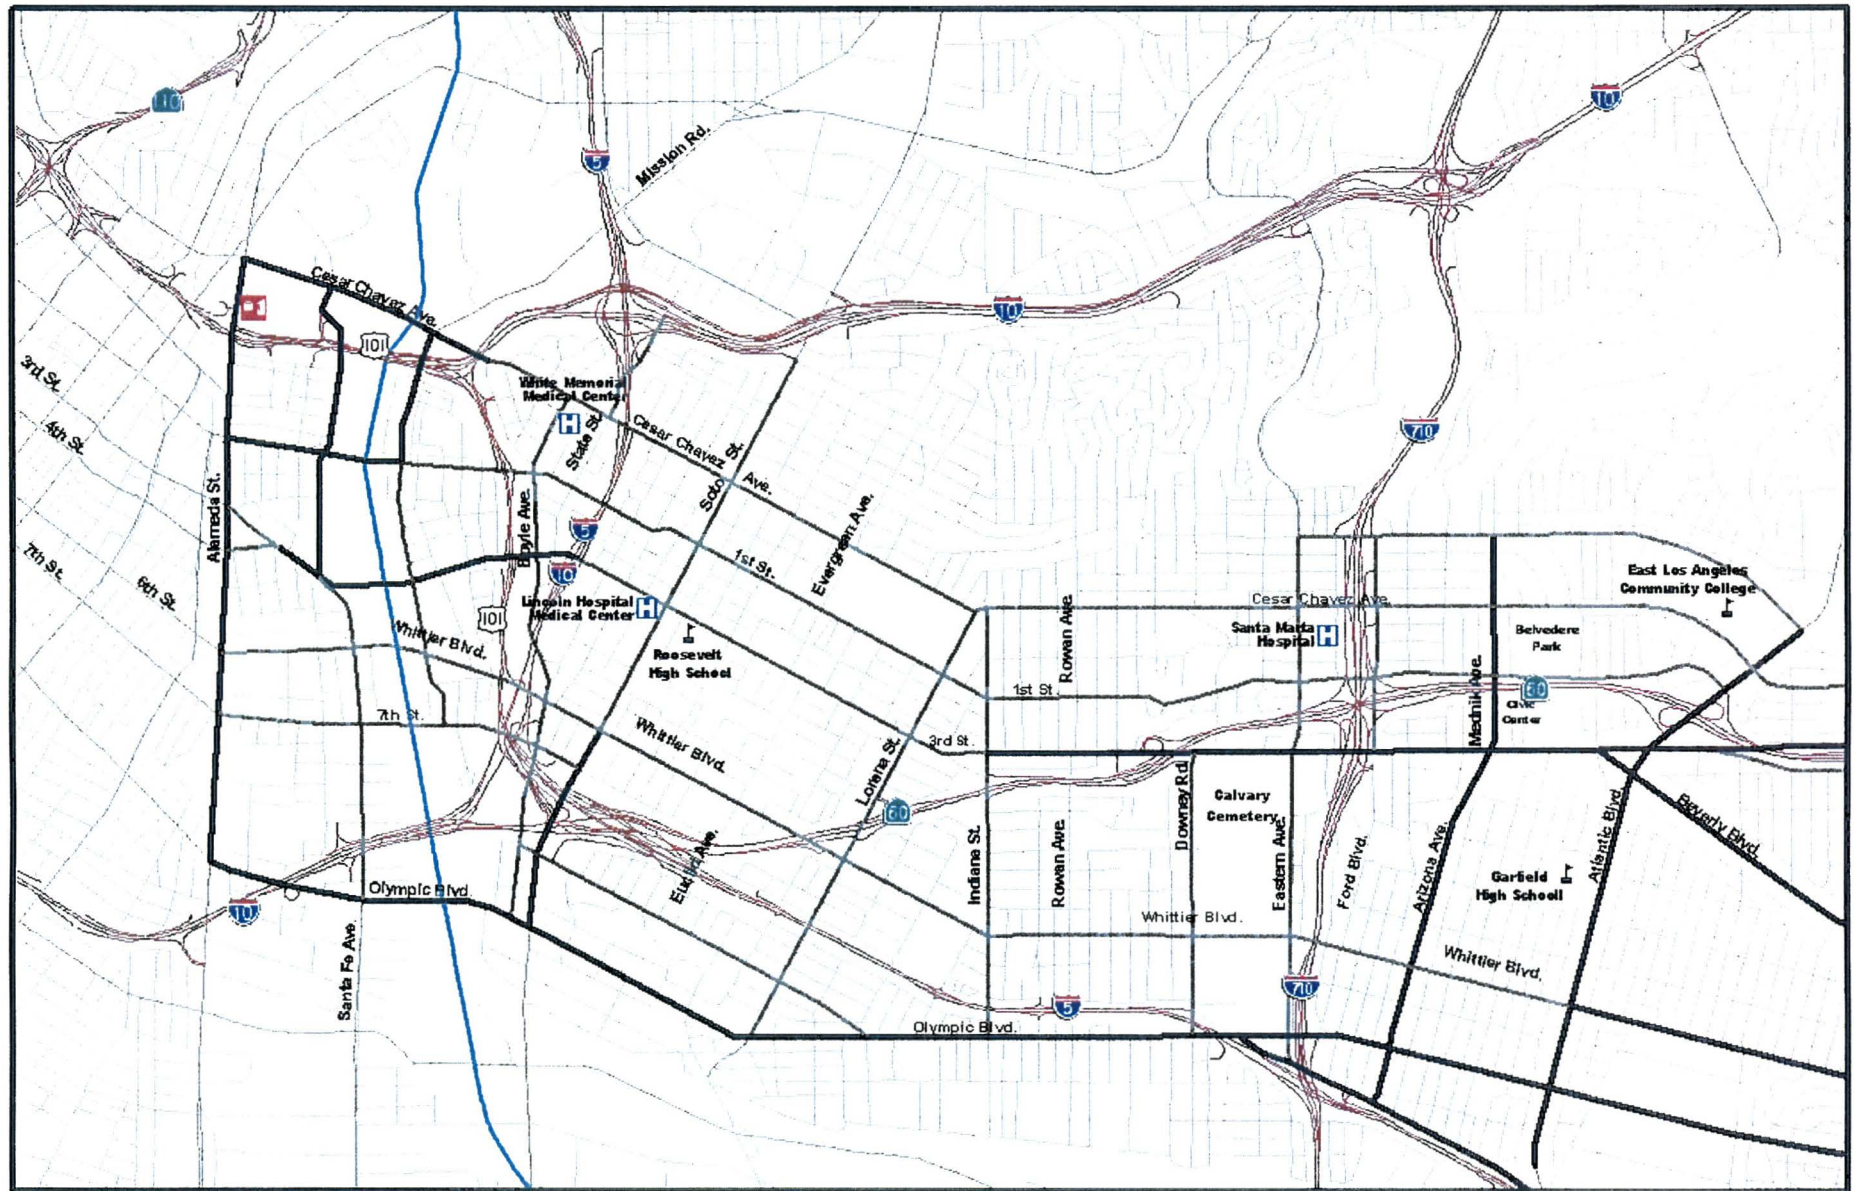 110
10
5
Mission Rd.
Cesar Chavez Ave.
101
10
3rd St.
White Memorial
Medical Center
H
State St.
Cesar Chavez Ave.
Soto St.
710
4th St.
Alameda St.
Boyle Ave.
5
Evergreen Ave.
7th St.
6th St.
10
1st St.
East Los Angeles
Community College
Lincoln Hospital
Medical Center
H
101
Whittier Blvd.
Roosevelt
High School
Rowan Ave.
Cesar Chavez Ave.
Santa Marta
Hospital
H
Belvedere
Park
1st St.
60
Mednik Ave.
Civic
Center
7th St.
Whittier Blvd.
3rd St.
Lorena St.
60
Downey Rd.
Calvary
Cemetery
Beverly Blvd.
Atlantic Blvd.
Indiana St.
Rowan Ave.
Eastern Ave.
Ford Blvd.
Arizona Ave.
Garfield
High Schooll
Olympic Blvd.
10
Whittier Blvd.
Whittier Blvd.
Santa Fe Ave
5
710
Olympic Blvd.